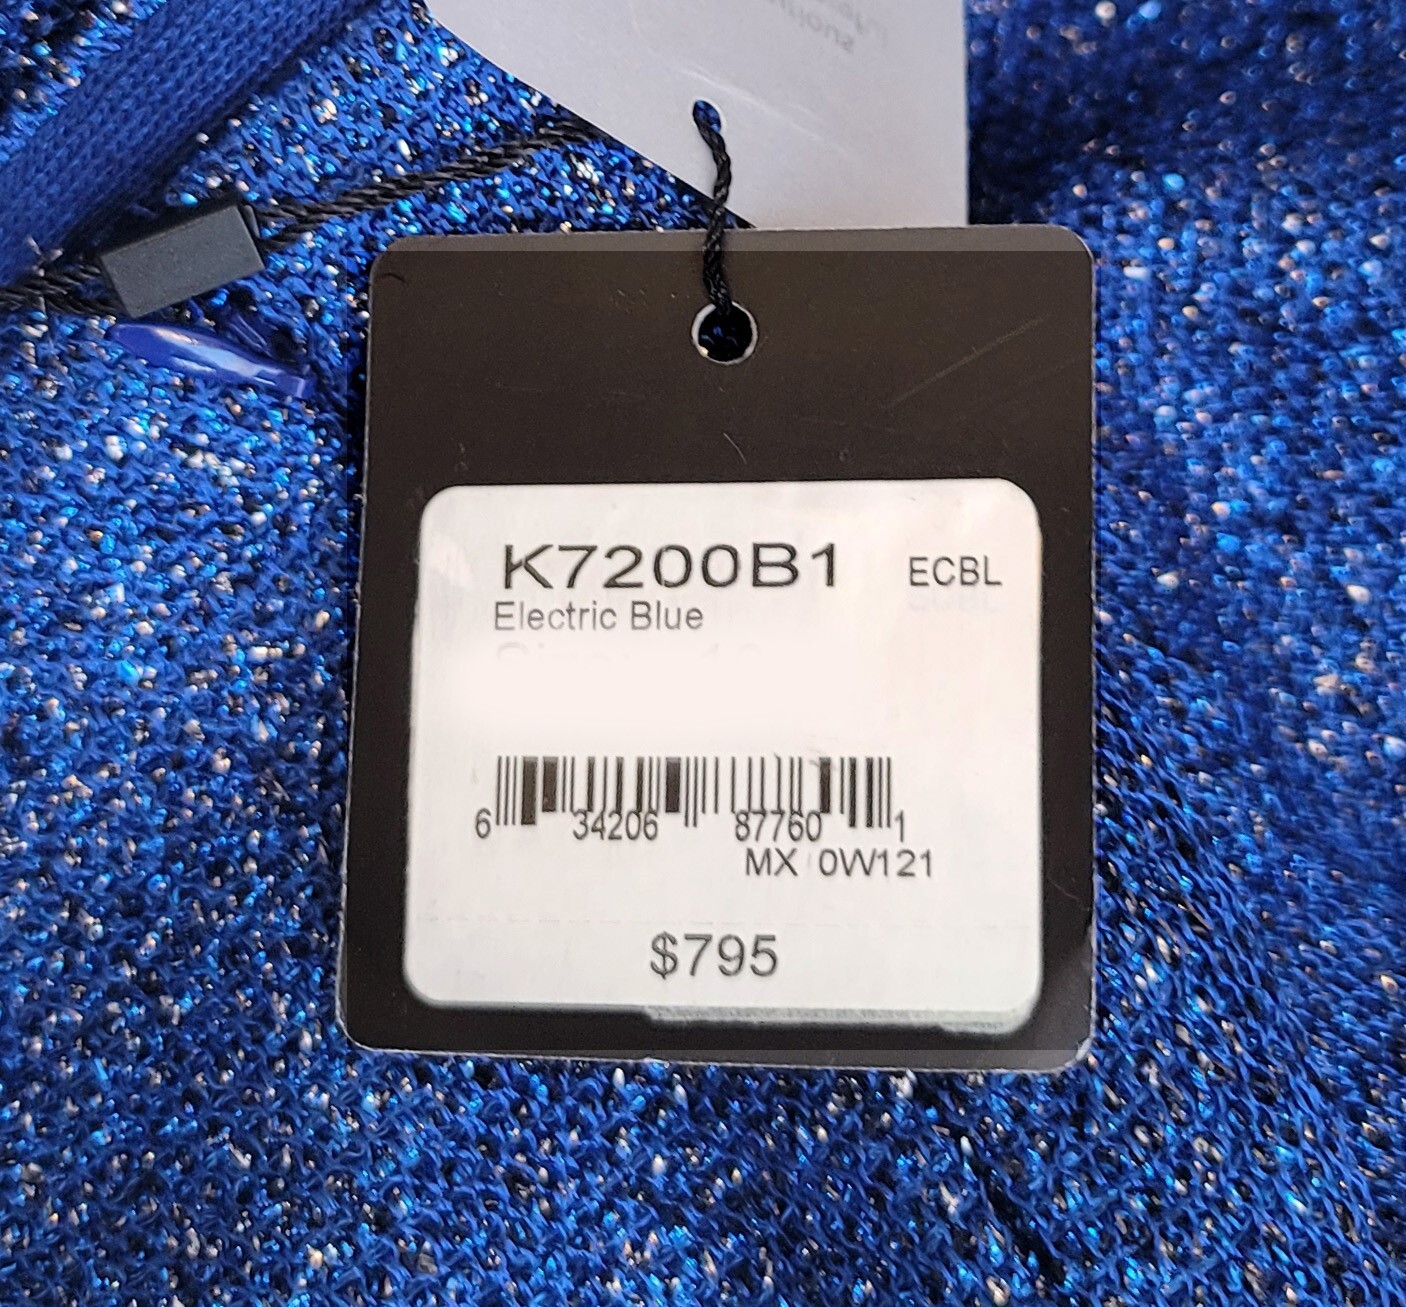 K7200B1 ECBL
Electric Blue
6 34206 87760 1
MX 0W121
$795